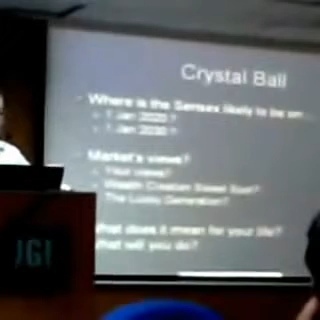 Crystal Ball
Where is the Sensex likely to be on
1 Jan 2020 ?
1 Jan 2030 ?
Market's views?
Your views?
Wealth Creation Sweet Spot?
The Lucky Generation?
What does it mean for your life?
What will you do?
JGI